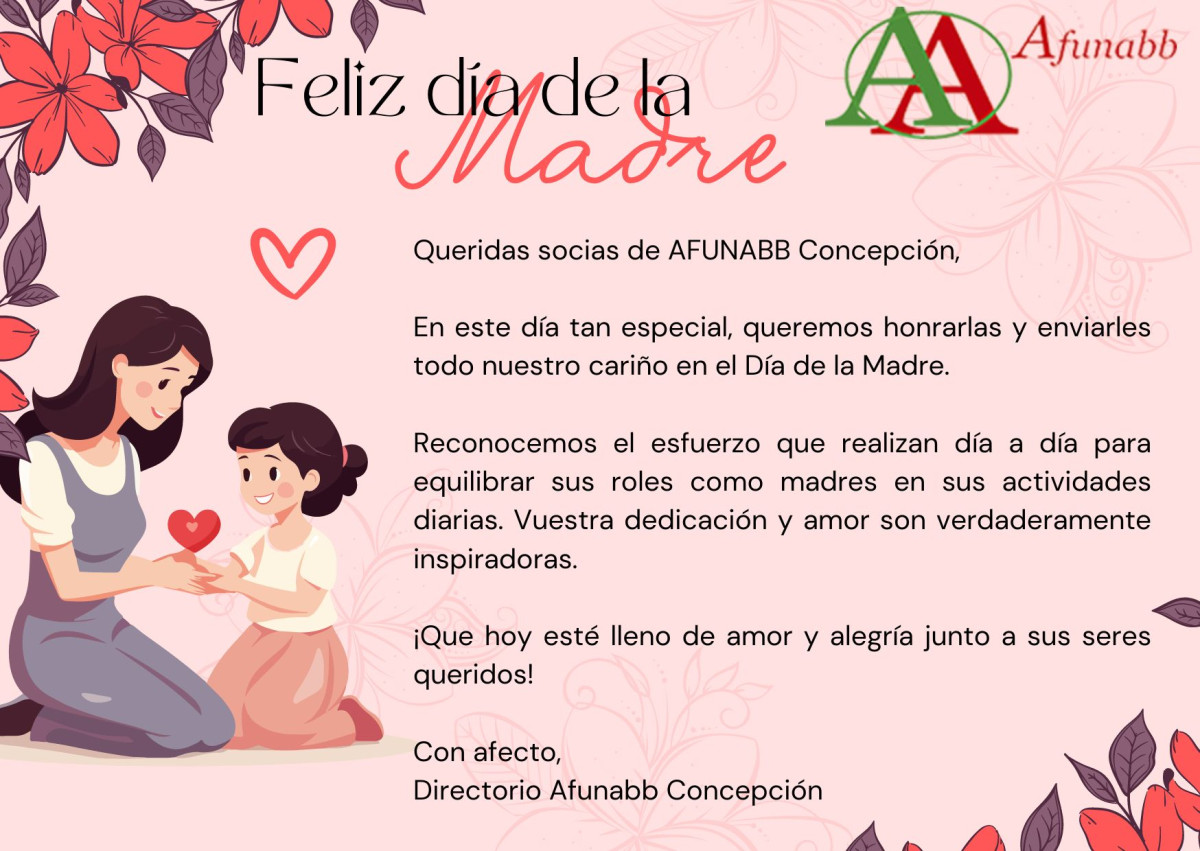 Feliz día de la
Madre
AA Afunabb
Queridas socias de AFUNABB Concepción,
En este día tan especial, queremos honrarlas y enviarles
todo nuestro cariño en el Día de la Madre.
Reconocemos el esfuerzo que realizan día a día para
equilibrar sus roles como madres en sus actividades
diarias. Vuestra dedicación y amor son verdaderamente
inspiradoras.
¡Que hoy esté lleno de amor y alegría junto a sus seres
queridos!
Con afecto,
Directorio Afunabb Concepción